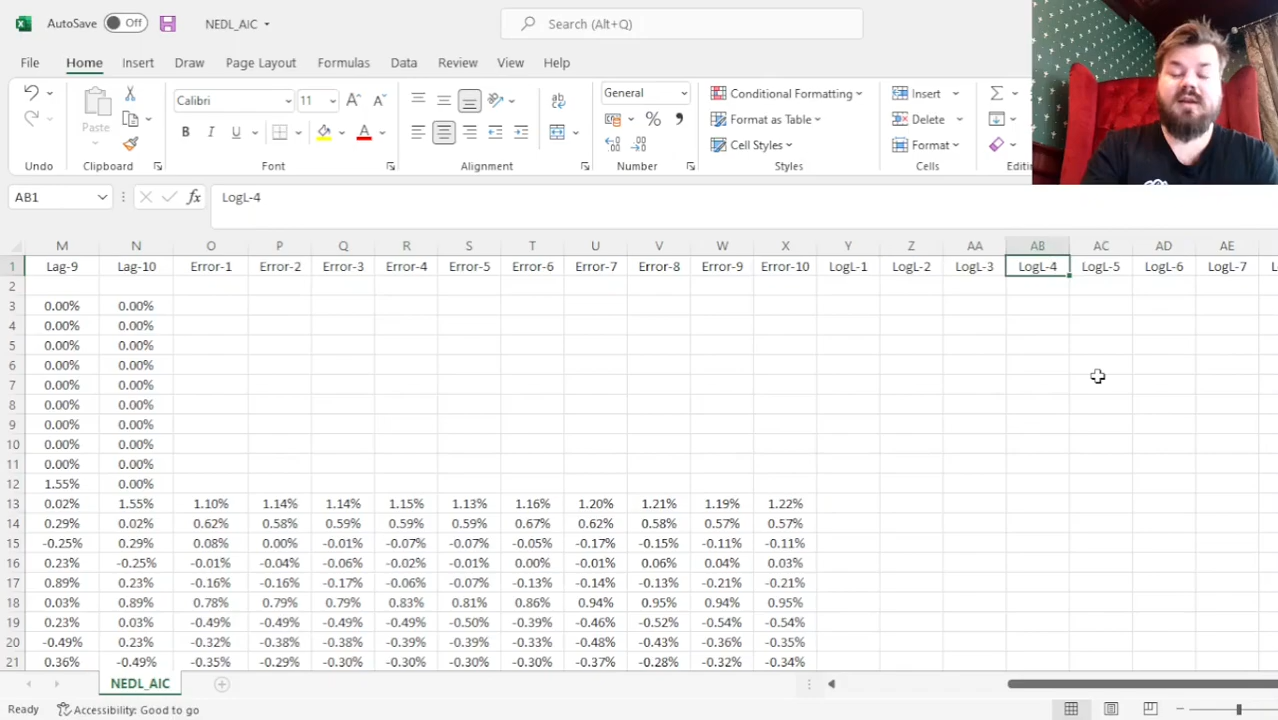 AutoSave Off NEDL_AIC Search (Alt+Q)
File Home Insert Draw Page Layout Formulas Data Review View Help
Paste
Calibri 11
B I U
General
Conditional Formatting
Format as Table
Cell Styles
Insert
Delete
Format
Undo Clipboard Font Alignment Number Styles Cells
AB1 fx LogL-4
M N O P Q R S T U V W X Y Z AA AB AC AD AE
1 Lag-9 Lag-10 Error-1 Error-2 Error-3 Error-4 Error-5 Error-6 Error-7 Error-8 Error-9 Error-10 LogL-1 LogL-2 LogL-3 LogL-4 LogL-5 LogL-6 LogL-7
2
3 0.00% 0.00%
4 0.00% 0.00%
5 0.00% 0.00%
6 0.00% 0.00%
7 0.00% 0.00%
8 0.00% 0.00%
9 0.00% 0.00%
10 0.00% 0.00%
11 0.00% 0.00%
12 1.55% 0.00%
13 0.02% 1.55% 1.10% 1.14% 1.14% 1.15% 1.13% 1.16% 1.20% 1.21% 1.19% 1.22%
14 0.29% 0.02% 0.62% 0.58% 0.59% 0.59% 0.59% 0.67% 0.62% 0.58% 0.57% 0.57%
15 -0.25% 0.29% 0.08% 0.00% -0.01% -0.07% -0.07% -0.05% -0.17% -0.15% -0.11% -0.11%
16 0.23% -0.25% -0.01% -0.04% -0.06% -0.02% -0.01% 0.00% -0.01% 0.06% 0.04% 0.03%
17 0.89% 0.23% -0.16% -0.16% -0.17% -0.06% -0.07% -0.13% -0.14% -0.13% -0.21% -0.21%
18 0.03% 0.89% 0.78% 0.79% 0.79% 0.83% 0.81% 0.86% 0.94% 0.95% 0.94% 0.95%
19 0.23% 0.03% -0.49% -0.49% -0.49% -0.49% -0.50% -0.39% -0.46% -0.52% -0.54% -0.54%
20 -0.49% 0.23% -0.32% -0.38% -0.38% -0.39% -0.39% -0.33% -0.48% -0.43% -0.36% -0.35%
21 0.36% -0.49% -0.35% -0.29% -0.30% -0.30% -0.30% -0.30% -0.37% -0.28% -0.32% -0.34%
NEDL_AIC
Ready Accessibility: Good to go